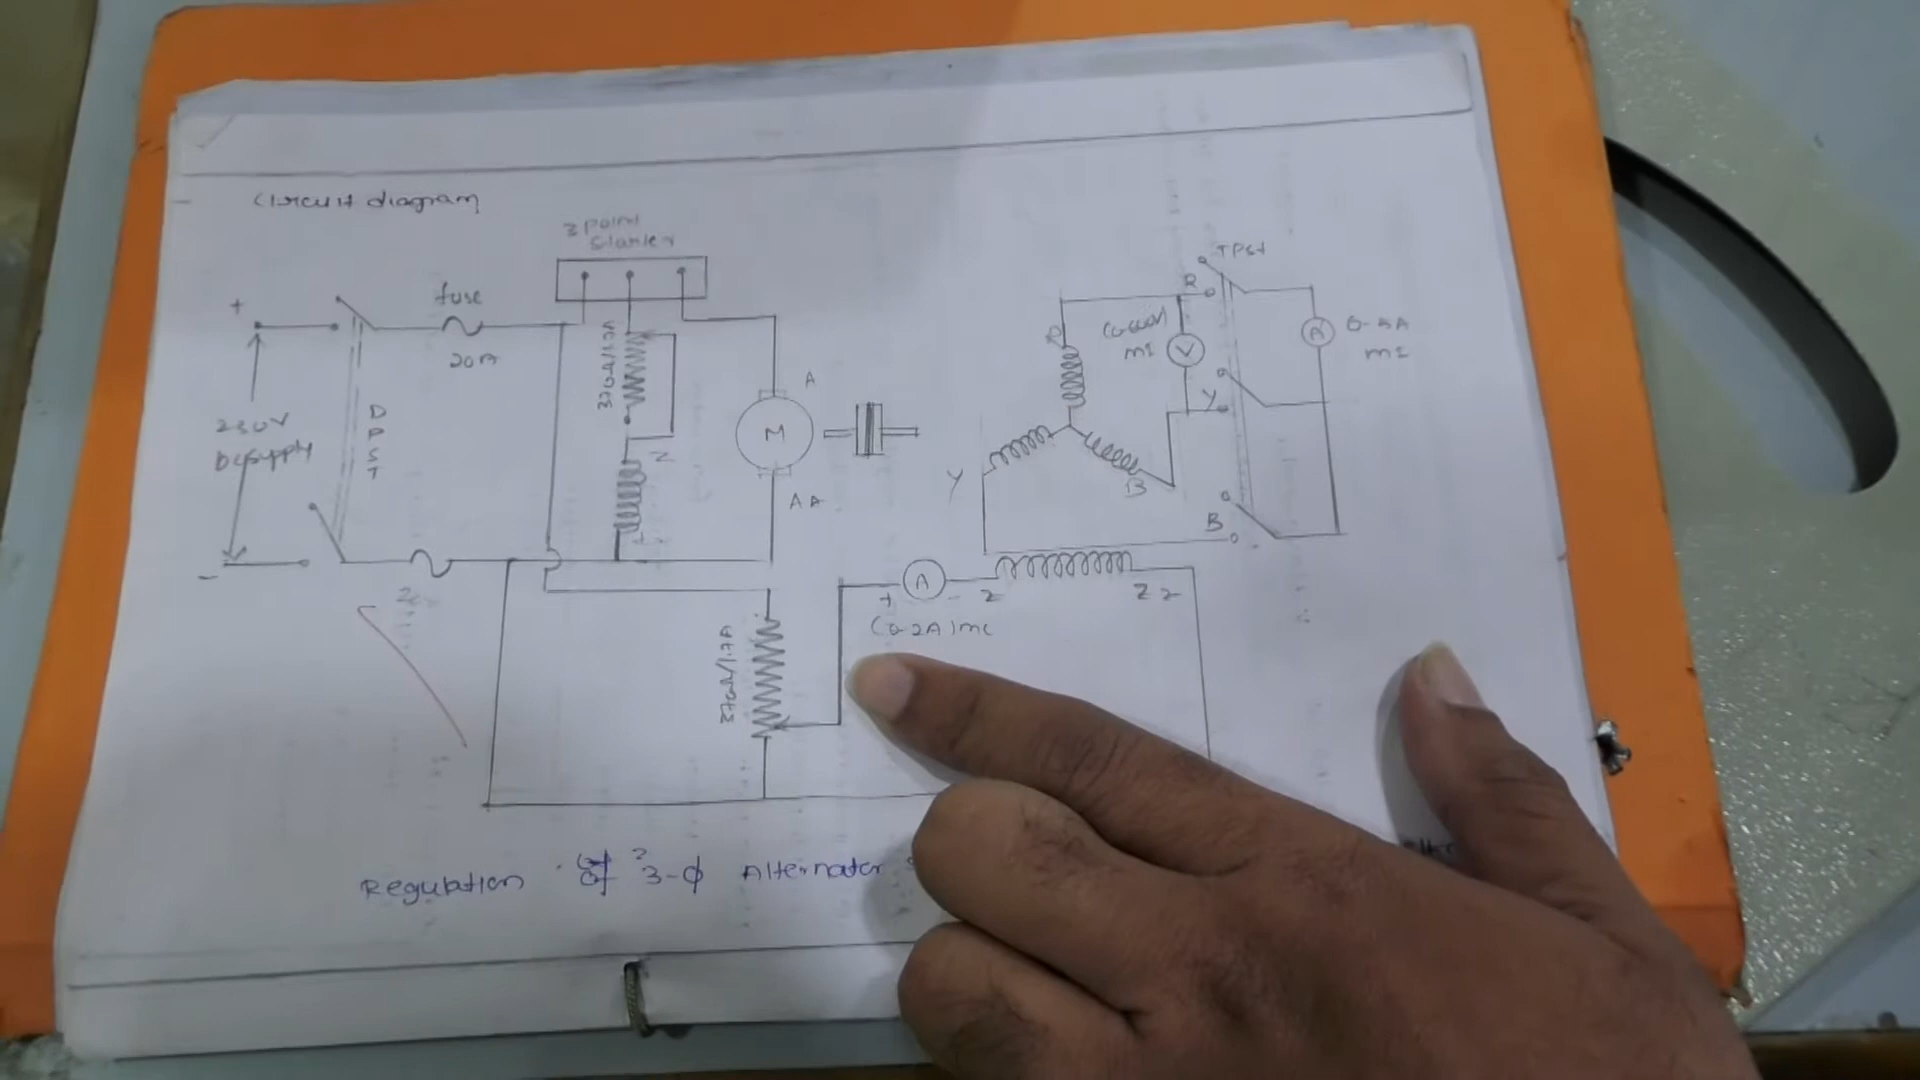 Circuit diagram
3 point
starter
TPST
+
fuse
20A
R
(0-600V)
MI
V
A
0-5A
MI
R
370Ω/1.7A
A
M
230V
DC supply
DPST
Y
Z
AA
Y
B
B
-
A
+
-
Z
ZZ
(0-2A) MC
370Ω/1.7A
Regulation of 3-φ Alternator